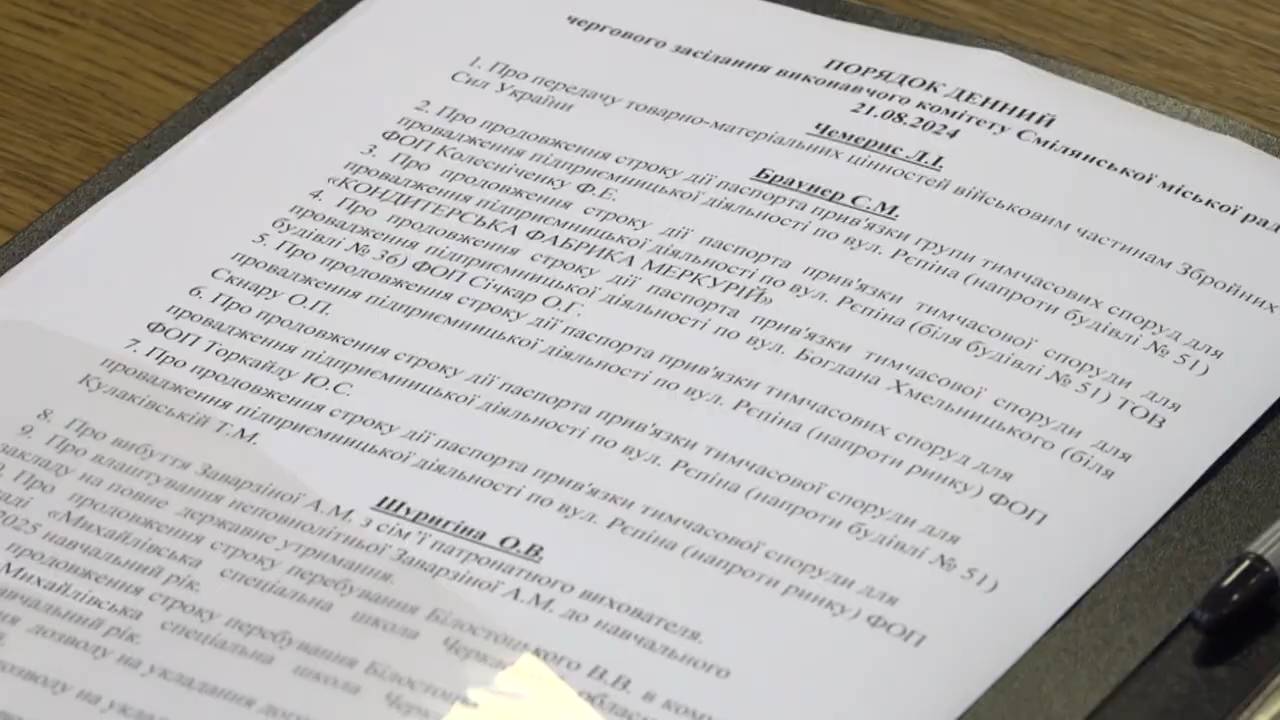 ПОРЯДОК ДЕННИЙ
чергового засідання виконавчого комітету Смілянської міської рад
21.08.2024
Чемерис Л.І.
1. Про передачу товарно-матеріальних цінностей військовим частинам Збройних
Сил України
Браунер С.М.
2. Про продовження строку дії паспорта прив'язки групи тимчасових споруд для
провадження підприємницької діяльності по вул. Рєпіна (напроти будівлі № 51)
ФОП Колесніченку Ф.Е.
3. Про продовження строку дії паспорта прив'язки тимчасової споруди для
провадження підприємницької діяльності по вул. Рєпіна (біля будівлі № 51) ТОВ
«КОНДИТЕРСЬКА ФАБРИКА МЕРКУРІЙ»
4. Про продовження строку дії паспорта прив'язки тимчасової споруди для
провадження підприємницької діяльності по вул. Богдана Хмельницького (біля
будівлі № 36) ФОП Січкар О.Г.
5. Про продовження строку дії паспорта прив'язки тимчасових споруд для
провадження підприємницької діяльності по вул. Рєпіна (напроти ринку) ФОП
Скнару О.П.
6. Про продовження строку дії паспорта прив'язки тимчасової споруди для
провадження підприємницької діяльності по вул. Рєпіна (напроти будівлі № 51)
ФОП Торкайду Ю.С.
7. Про продовження строку дії паспорта прив'язки тимчасової споруди для
провадження підприємницької діяльності по вул. Рєпіна (напроти ринку) ФОП
Кулаківській Т.М.
Шуригіна О.В.
8. Про вибуття Заварзіної А.М. з сім'ї патронатного вихователя.
9. Про влаштування неповнолітньої Заварзіної А.М. до навчального
закладу на повне державне утримання.
Про продовження строку перебування Білостоцького В.В. в
«Михайлівська спеціальна школа Черка
2025 навчальний рік.
продовження строку перебування
Михайлівська спеціальна школа
навчальний рік.
дозволу на укладання